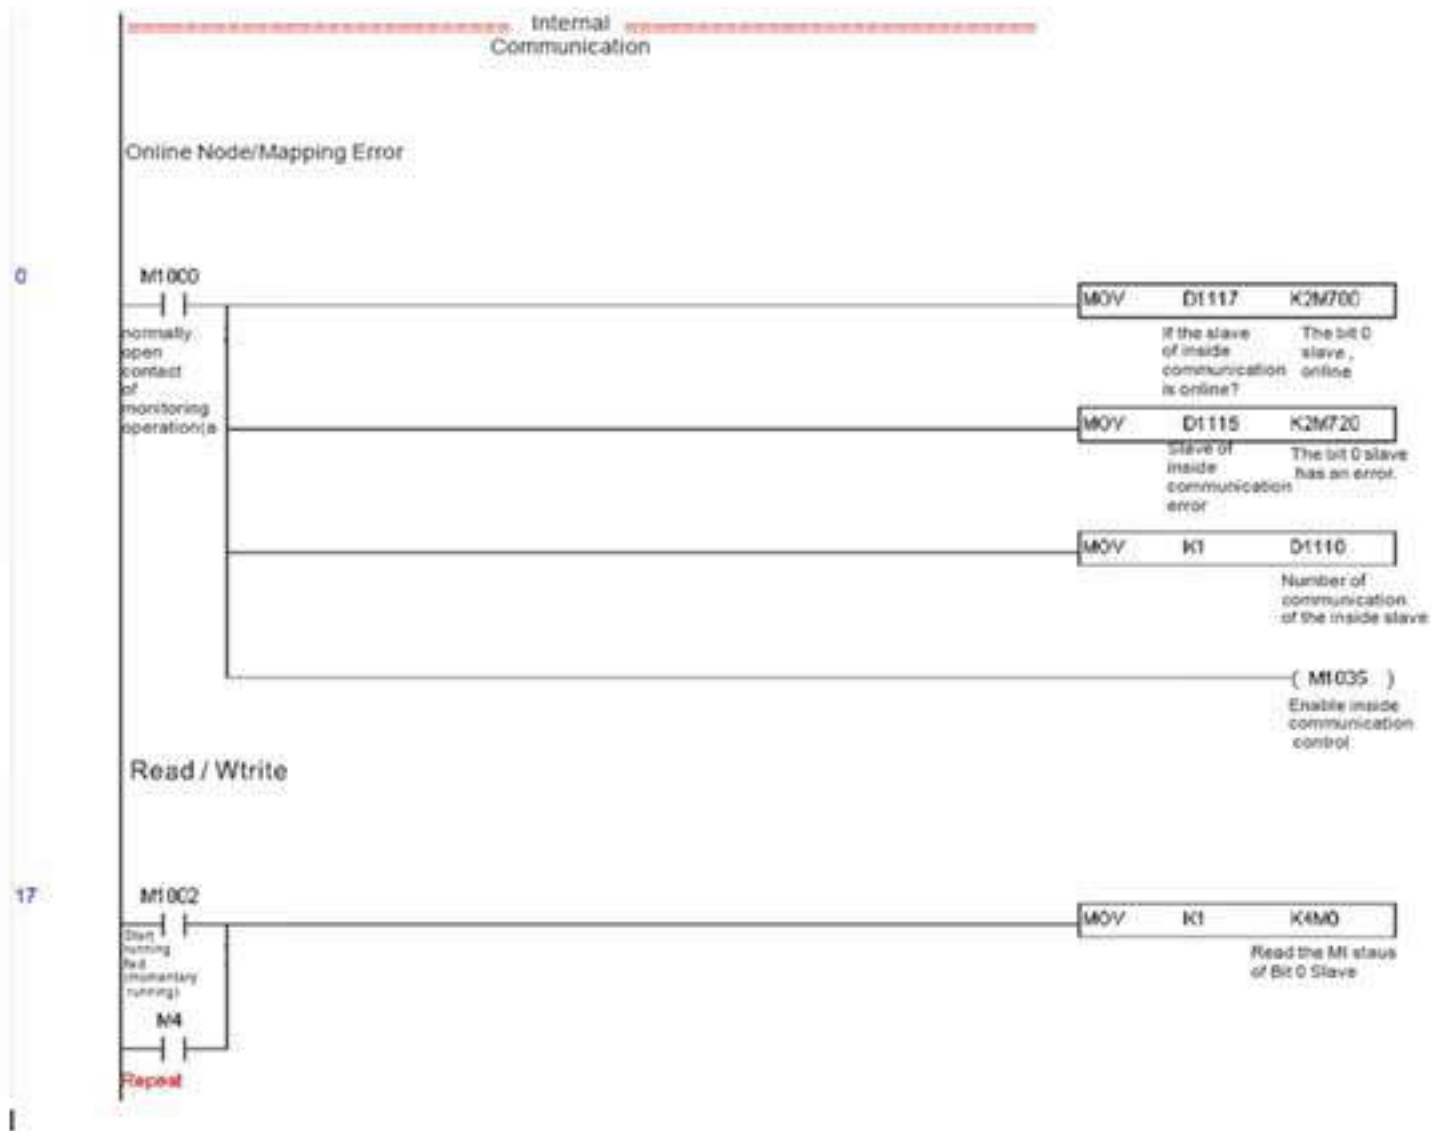 Internal
Communication
Online Node/Mapping Error
0
M1000
normally
open
contact
of
monitoring
operation(a
MOV D1117 K2M700
If the slave
of inside
communication
is online?
The bit 0
slave ,
online
MOV D1115 K2M720
Slave of
inside
communication
error
The bit 0 slave
has an error.
MOV K1 D1110
Number of
communication
of the inside slave
( M1035 )
Enable inside
communication
control
Read / Wtrite
17
M1002
Start
running
(momentary
running)
MOV K1 K4M0
Read the MI staus
of Bit 0 Slave
M4
Repeat